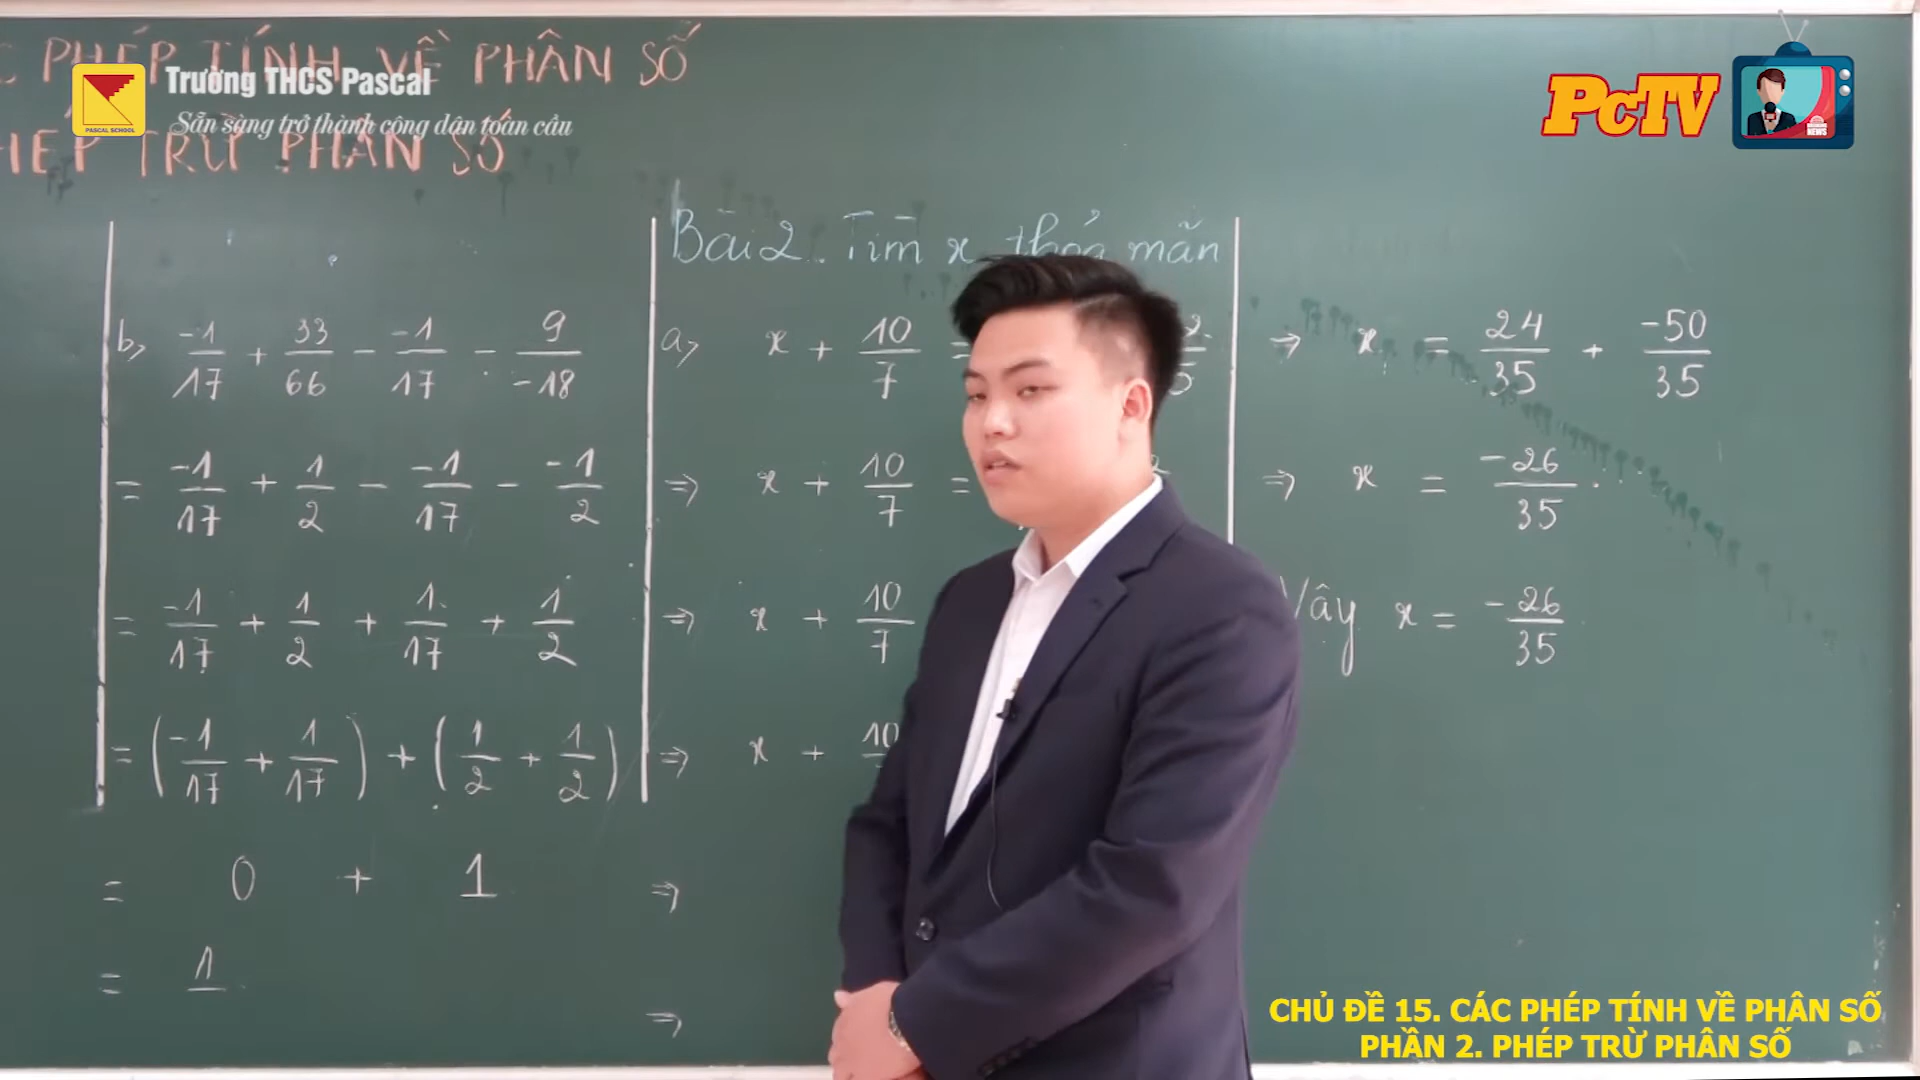 PHÉP TÍNH VỀ PHÂN SỐ
Trường THCS Pascal
Sẵn sàng trở thành công dân toàn cầu
PASCAL SCHOOL
TRỪ PHÂN SỐ
PcTV
NEWS
Bài 2. Tìm x thỏa mãn
b, -1/17 + 33/66 - -1/17 - 9/-18
= -1/17 + 1/2 - -1/17 - -1/2
= -1/17 + 1/2 + 1/17 + 1/2
= (-1/17 + 1/17) + (1/2 + 1/2)
= 0 + 1
= 1
a, x + 10/7 =
=> x + 10/7 =
=> x + 10/7
=> x + 10
=>
=>
=> x = 24/35 + -50/35
=> x = -26/35.
Vậy x = -26/35
CHỦ ĐỀ 15. CÁC PHÉP TÍNH VỀ PHÂN SỐ
PHẦN 2. PHÉP TRỪ PHÂN SỐ